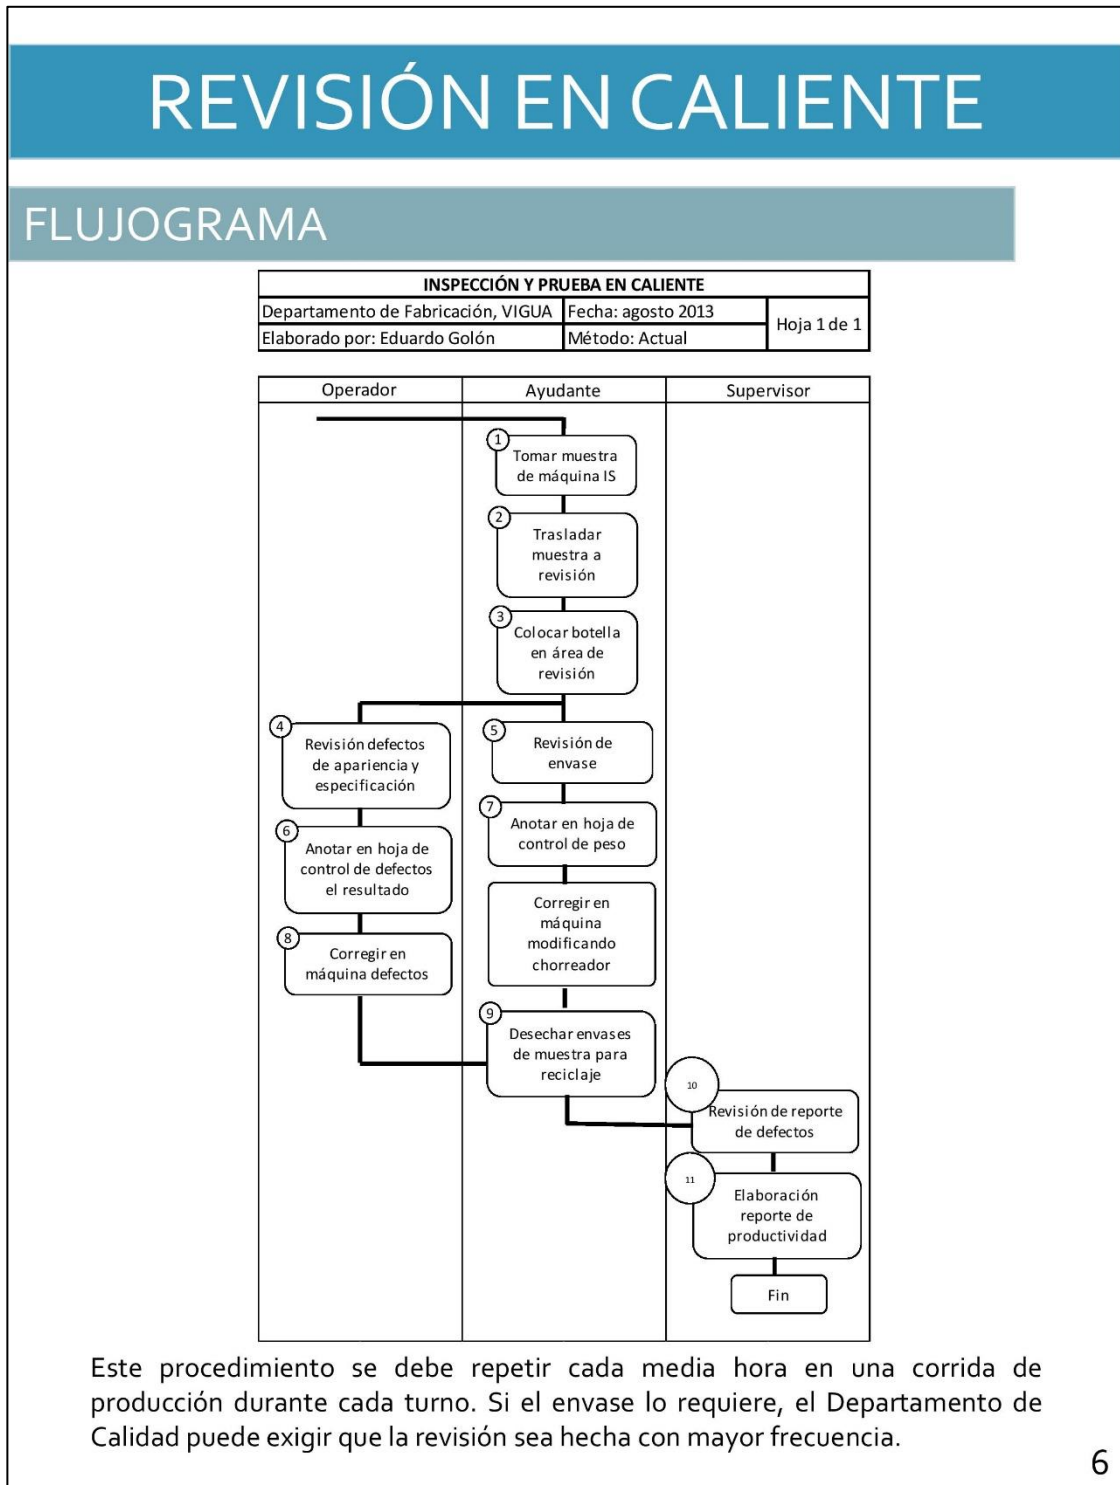 REVISIÓN EN CALIENTE
FLUJOGRAMA
INSPECCIÓN Y PRUEBA EN CALIENTE
Departamento de Fabricación, VIGUA
Fecha: agosto 2013
Hoja 1 de 1
Elaborado por: Eduardo Golón
Método: Actual
Operador
Ayudante
Supervisor
1
Tomar muestra
de máquina IS
2
Trasladar
muestra a
revisión
3
Colocar botella
en área de
revisión
4
Revisión defectos
de apariencia y
especificación
5
Revisión de
envase
6
Anotar en hoja de
control de defectos
el resultado
7
Anotar en hoja de
control de peso
8
Corregir en
máquina defectos
Corregir en
máquina
modificando
chorreador
9
Desechar envases
de muestra para
reciclaje
10
Revisión de reporte
de defectos
11
Elaboración
reporte de
productividad
Fin
Este procedimiento se debe repetir cada media hora en una corrida de
producción durante cada turno. Si el envase lo requiere, el Departamento de
Calidad puede exigir que la revisión sea hecha con mayor frecuencia.
6